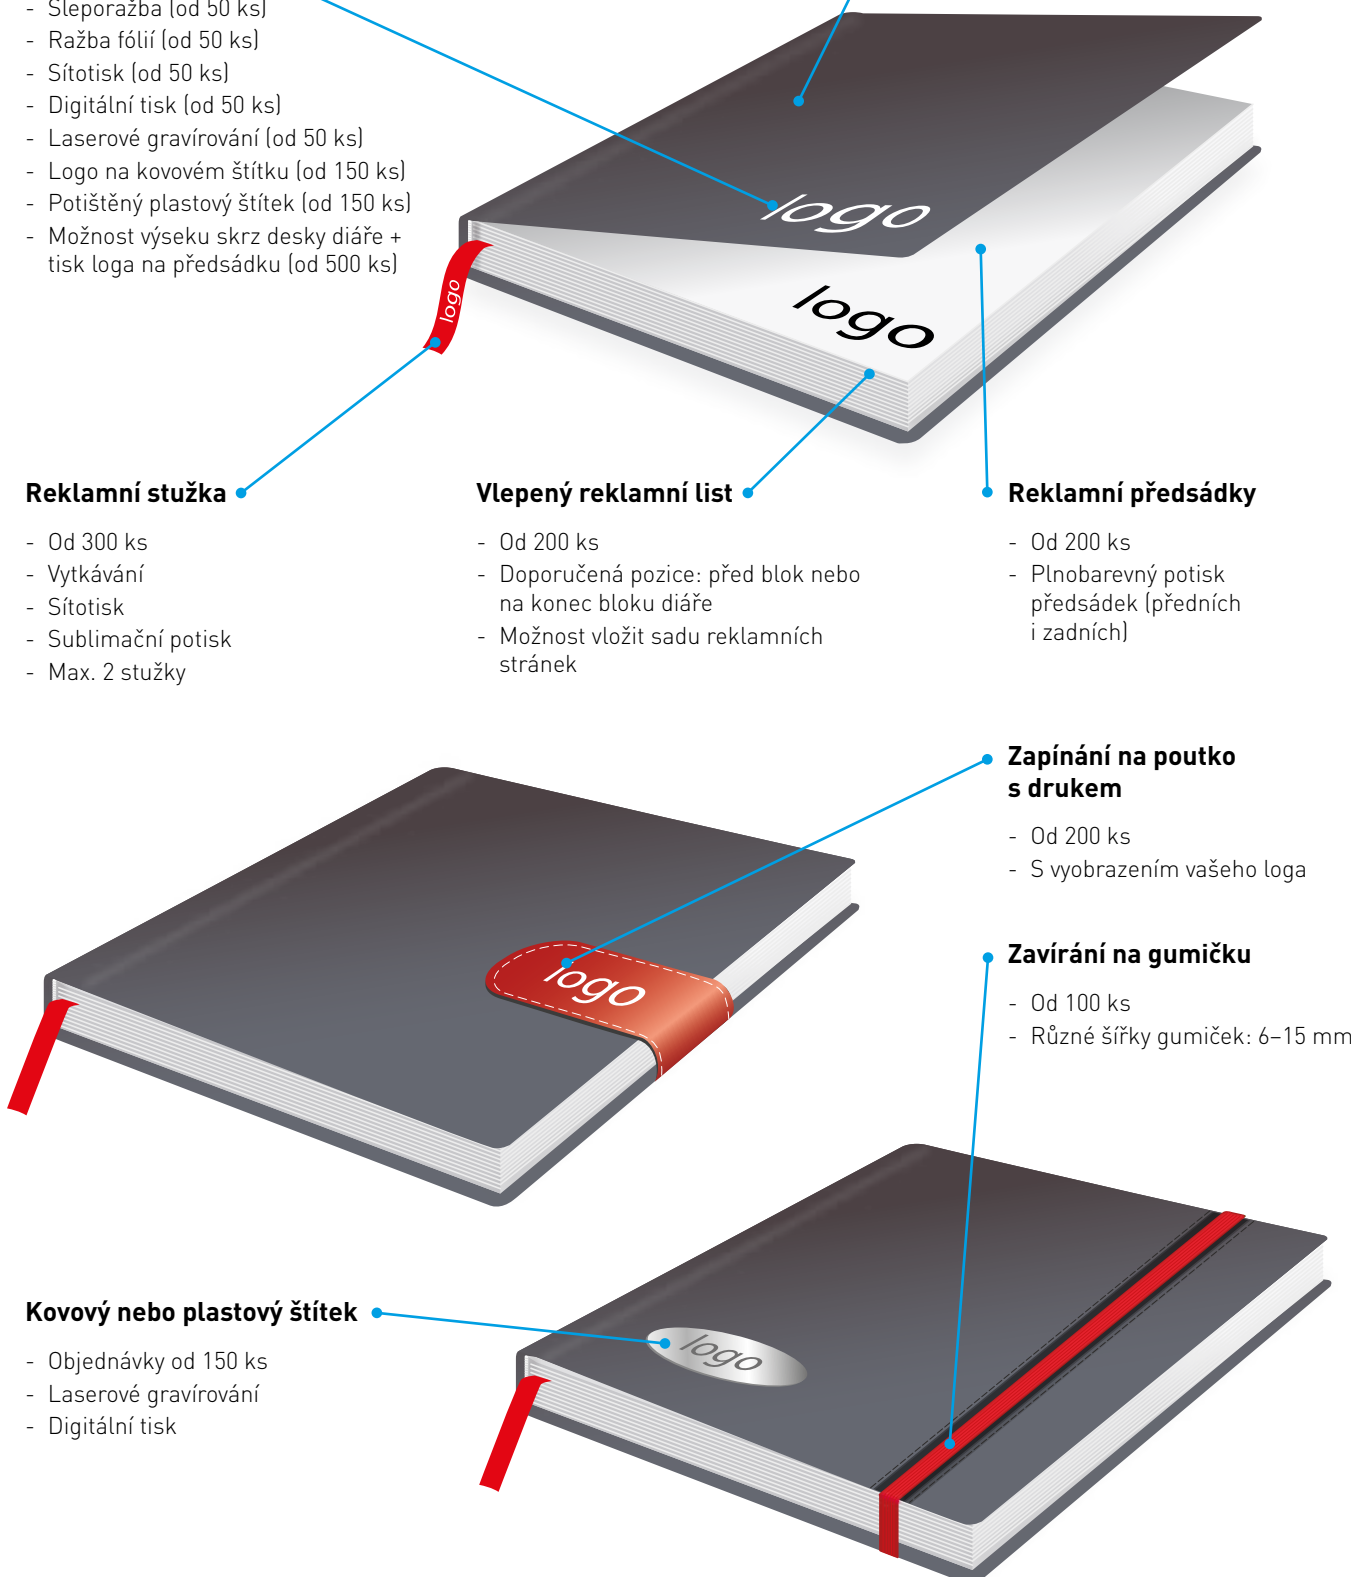 - Sleporažba (od 50 ks)
- Ražba fólií (od 50 ks)
- Sítotisk (od 50 ks)
- Digitální tisk (od 50 ks)
- Laserové gravírování (od 50 ks)
- Logo na kovovém štítku (od 150 ks)
- Potištěný plastový štítek (od 150 ks)
- Možnost výseku skrz desky diáře +
tisk loga na předsádku (od 500 ks)
logo
logo
logo
Reklamní stužka
- Od 300 ks
- Vytkávání
- Sítotisk
- Sublimační potisk
- Max. 2 stužky
Vlepený reklamní list
- Od 200 ks
- Doporučená pozice: před blok nebo
na konec bloku diáře
- Možnost vložit sadu reklamních
stránek
Reklamní předsádky
- Od 200 ks
- Plnobarevný potisk
předsádek (předních
i zadních)
Zapínání na poutko
s drukem
- Od 200 ks
- S vyobrazením vašeho loga
logo
Zavírání na gumičku
- Od 100 ks
- Různé šířky gumiček: 6–15 mm
Kovový nebo plastový štítek
- Objednávky od 150 ks
- Laserové gravírování
- Digitální tisk
logo